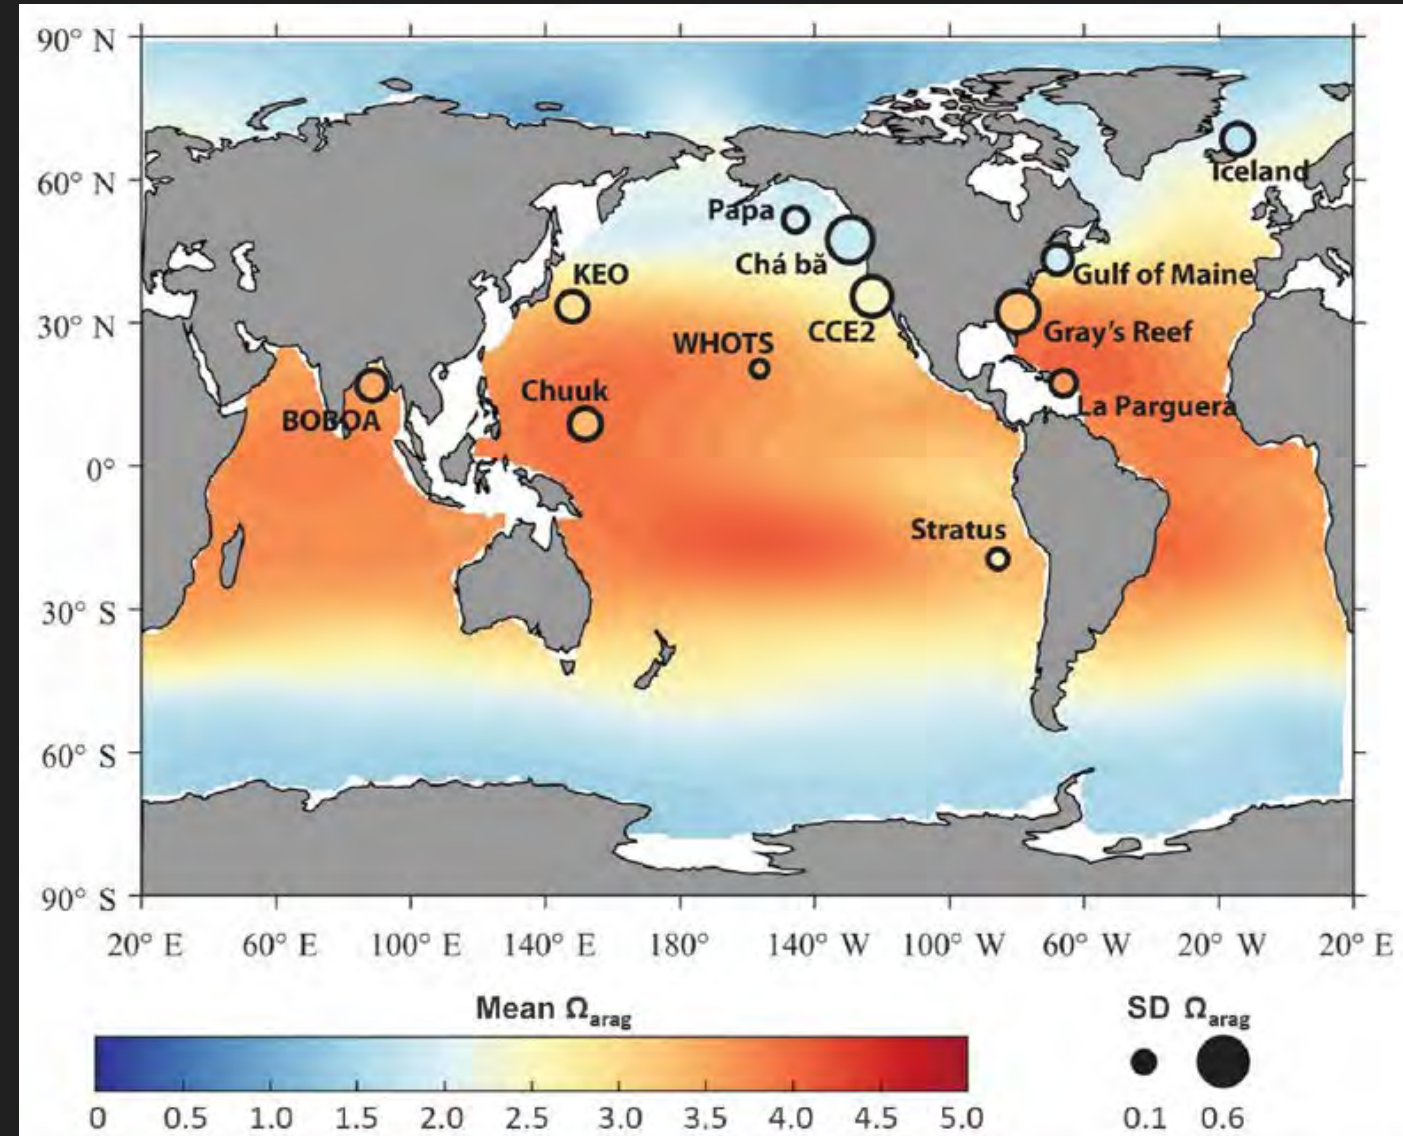 90° N
60° N
30° N
0°
30° S
60° S
90° S
Iceland
Papa
Chá bă
KEO
Gulf of Maine
CCE2
Gray's Reef
WHOTS
Chuuk
BOBOA
La Parguera
Stratus
20° E 60° E 100° E 140° E 180° 140° W 100° W 60° W 20° W 20° E
Mean Ωarag
SD Ωarag
0 0.5 1.0 1.5 2.0 2.5 3.0 3.5 4.0 4.5 5.0
0.1 0.6